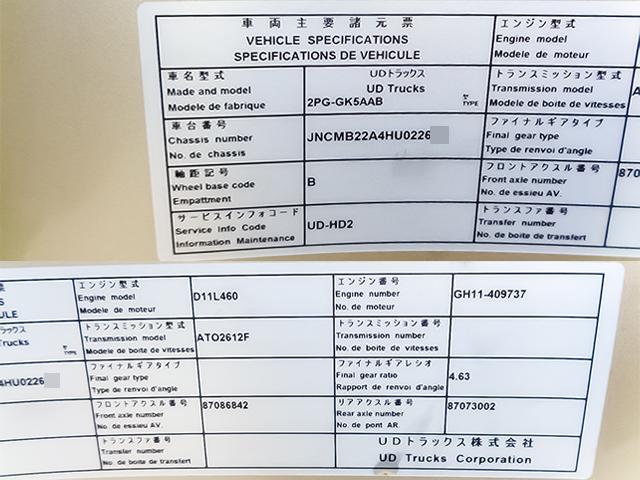 車両主要諸元票
VEHICLE SPECIFICATIONS
SPECIFICATIONS DE VEHICULE
エンジン型式
Engine model
Modele de moteur
車名型式
Made and model
Modele de fabrique
UDトラックス
UD Trucks
2PG-GK5AAB
型
TYPE
トランスミッション型式
Transmission model
Modele de boite de vitesses
A
車台番号
Chassis number
No. de chassis
JNCMB22A4HU0226
ファイナルギアタイプ
Final gear type
Type de renvoi d'angle
軸距記号
Wheel base code
Empattment
B
フロントアクスル番号
Front axle number
No. de essieu AV.
870
サービスインフォコード
Service Info Code
Information Maintenance
UD-HD2
トランスファ番号
Transfer number
No. de boite de transfert
票
S
エンジン型式
Engine model
Modele de moteur
D11L460
エンジン番号
Engine number
No. de moteur
GH11-409737
ラックス
Trucks
型
TYPE
トランスミッション型式
Transmission model
Modele de boite de vitesses
ATO2612F
トランスミッション番号
Transmission number
No. de boite de vitesses
4HU0226
ファイナルギアタイプ
Final gear type
Type de renvoi d'angle
ファイナルギアレシオ
Final gear ratio
Rapport de renvoi d'angle
4.63
フロントアクスル番号
Front axle number
No. de essieu AV.
87086842
リアアクスル番号
Rear axle number
No. de pont AR.
87073002
トランスファ番号
Transfer number
No. de boite de transfert
UDトラックス株式会社
UD Trucks Corporation